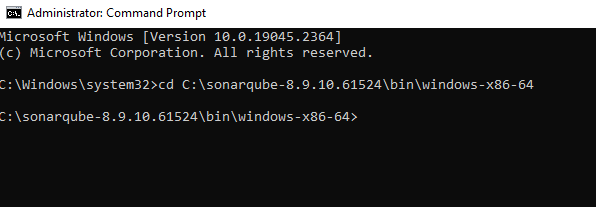 Administrator: Command Prompt
Microsoft Windows [Version 10.0.19045.2364]
(c) Microsoft Corporation. All rights reserved.
C:\Windows\system32>cd C:\sonarqube-8.9.10.61524\bin\windows-x86-64
C:\sonarqube-8.9.10.61524\bin\windows-x86-64>